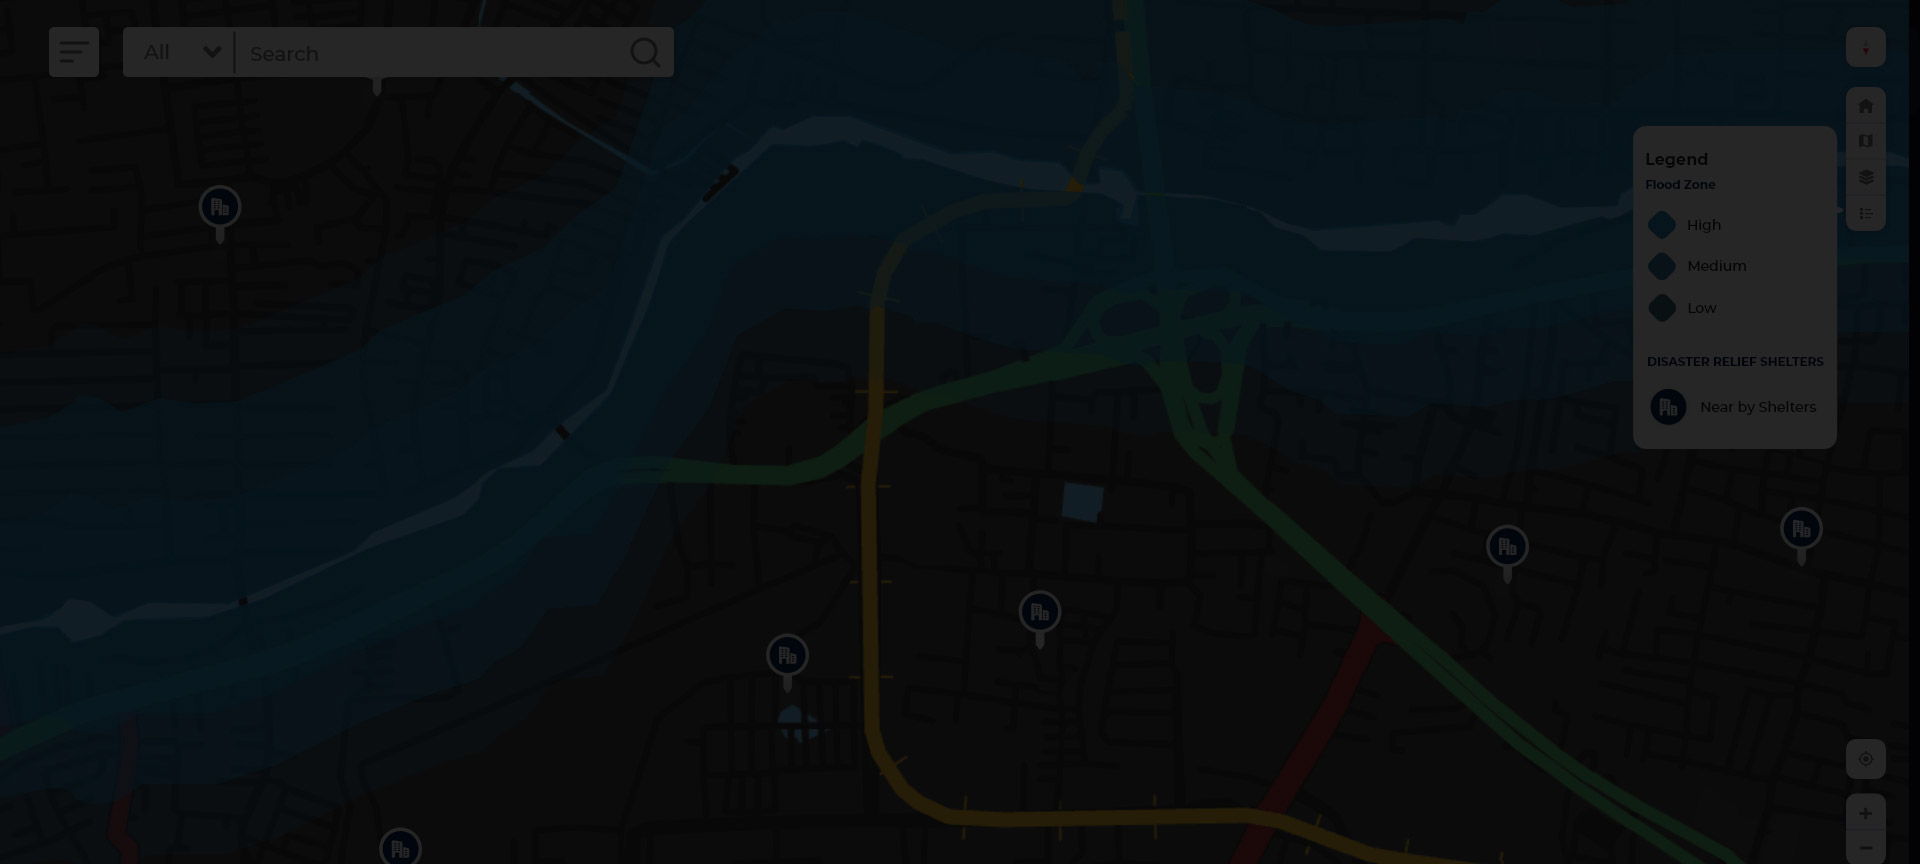 All
Search
Legend
Flood Zone
High
Medium
Low
DISASTER RELIEF SHELTERS
Near by Shelters